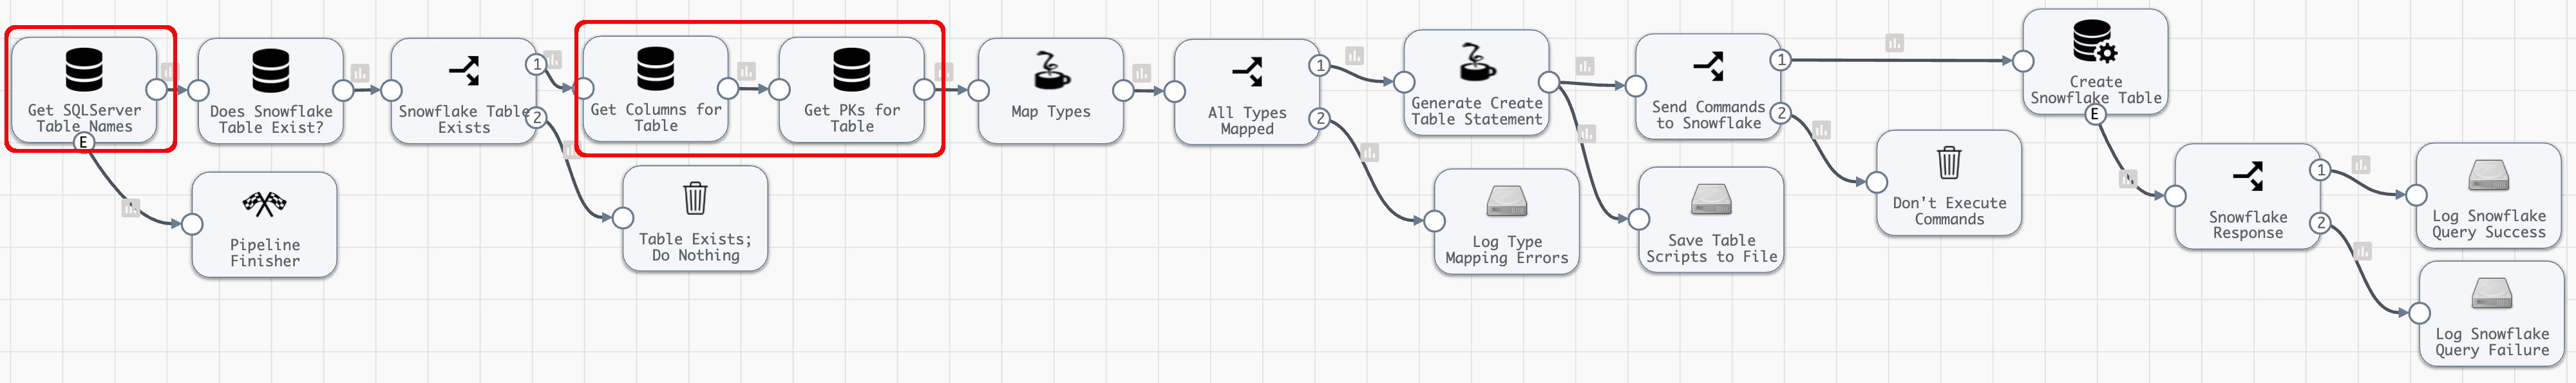 Get SQLServer
Table Names
E
Pipeline
Finisher
Does Snowflake
Table Exist?
Snowflake Table
Exists
1
2
Get Columns for
Table
Table Exists;
Do Nothing
Get PKs for
Table
Map Types
All Types
Mapped
1
2
Generate Create
Table Statement
Log Type
Mapping Errors
Send Commands
to Snowflake
1
2
Save Table
Scripts to File
Don't Execute
Commands
Create
Snowflake Table
E
Snowflake
Response
1
2
Log Snowflake
Query Success
Log Snowflake
Query Failure